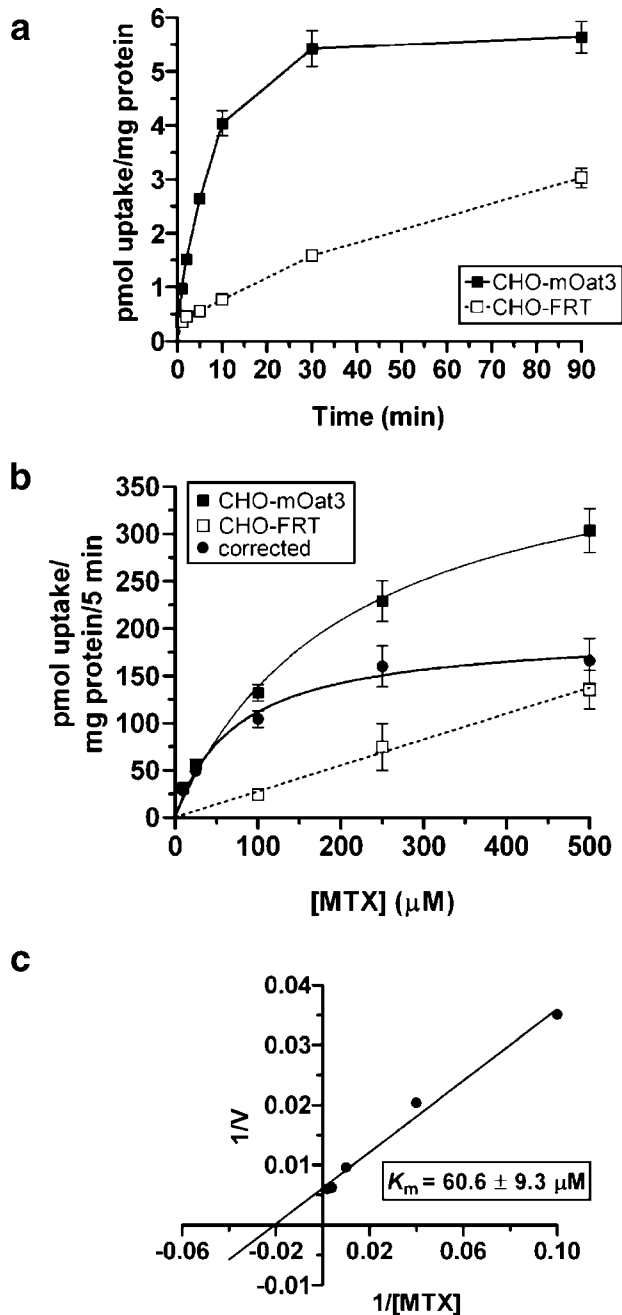 a
pmol uptake/mg protein
6
5
4
3
2
1
0
0 10 20 30 40 50 60 70 80 90
Time (min)
CHO-mOat3
CHO-FRT
b
pmol uptake/
mg protein/5 min
350
300
250
200
150
100
50
0
CHO-mOat3
CHO-FRT
corrected
0 100 200 300 400 500
[MTX] (μM)
c
1/V
0.04
0.03
0.02
0.01
-0.01
Km = 60.6 ± 9.3 μM
-0.06 -0.02 0.02 0.06 0.10
1/[MTX]